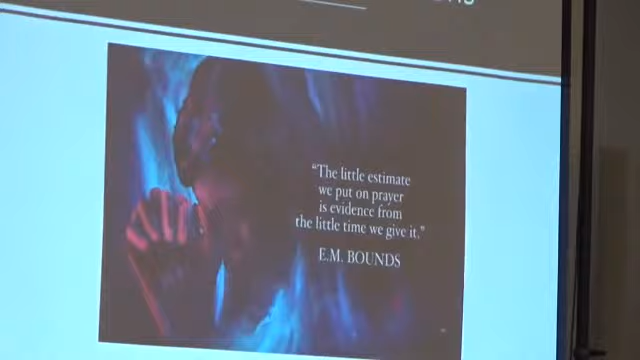 “The little estimate
we put on prayer
is evidence from
the little time we give it.”
E.M. BOUNDS